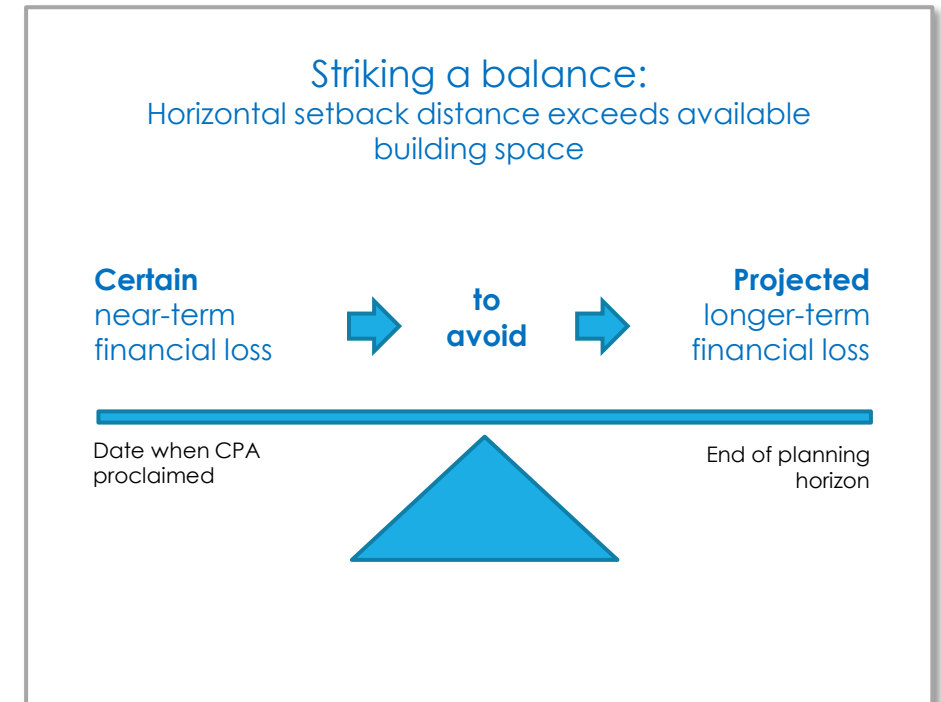 Striking a balance:
Horizontal setback distance exceeds available
building space
Certain
near-term
financial loss
to
avoid
Projected
longer-term
financial loss
Date when CPA
proclaimed
End of planning
horizon